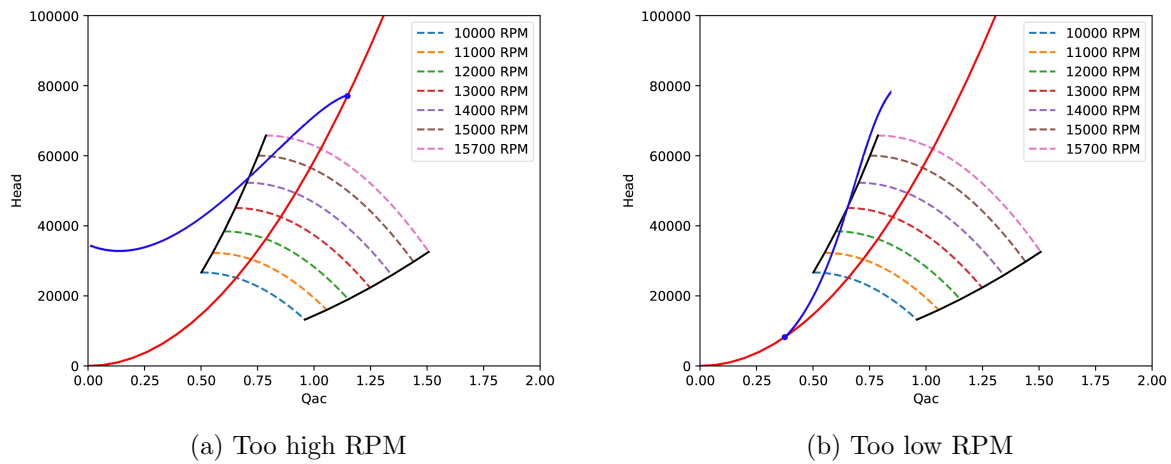 100000
80000
60000
40000
20000
0
Head
0.00 0.25 0.50 0.75 1.00 1.25 1.50 1.75 2.00
Qac
10000 RPM
11000 RPM
12000 RPM
13000 RPM
14000 RPM
15000 RPM
15700 RPM
(a) Too high RPM
100000
80000
60000
40000
20000
0
Head
0.00 0.25 0.50 0.75 1.00 1.25 1.50 1.75 2.00
Qac
10000 RPM
11000 RPM
12000 RPM
13000 RPM
14000 RPM
15000 RPM
15700 RPM
(b) Too low RPM